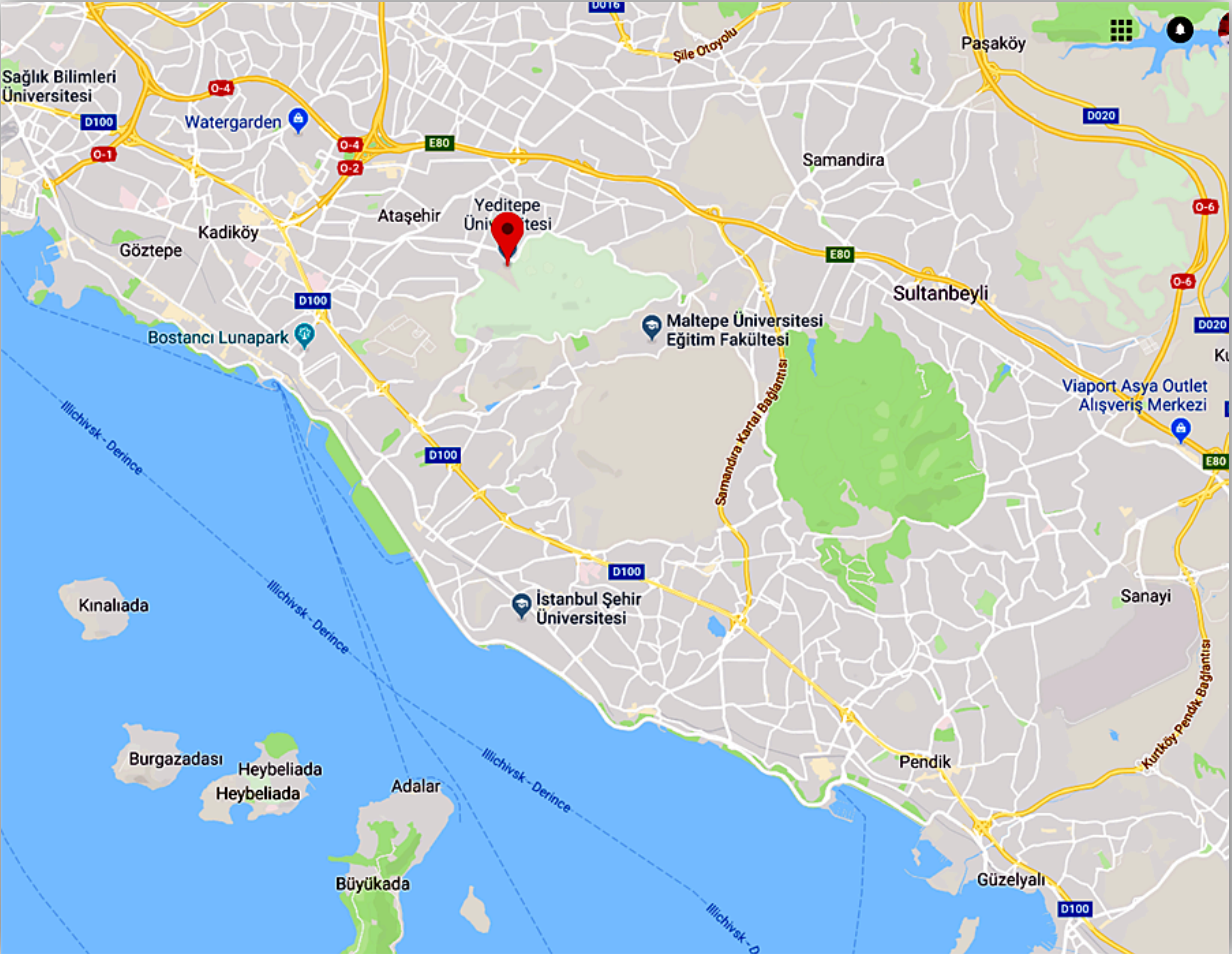 D016
Şile Otoyolu
Paşaköy
Sağlık Bilimleri
Üniversitesi
O-4
D100
Watergarden
O-4
E80
D020
O-1
O-2
Samandira
Yeditepe
Ataşehir
O-6
Kadiköy
Göztepe
E80
O-6
Sultanbeyli
D100
D020
Maltepe Üniversitesi
Eğitim Fakültesi
Bostancı Lunapark
Viaport Asya Outlet
Alışveriş Merkezi
Samandıra Kartal Bağlantısı
Illichivsk - Derince
D100
E80
D100
Kınalıada
Illichivsk - Derince
İstanbul Şehir
Üniversitesi
Sanayi
Kurtköy Pendik Bağlantısı
Burgazadası
Heybeliada
Heybeliada
Adalar
Illichivsk - Derince
Pendik
Büyükada
Güzelyalı
D100
Illichivsk - D